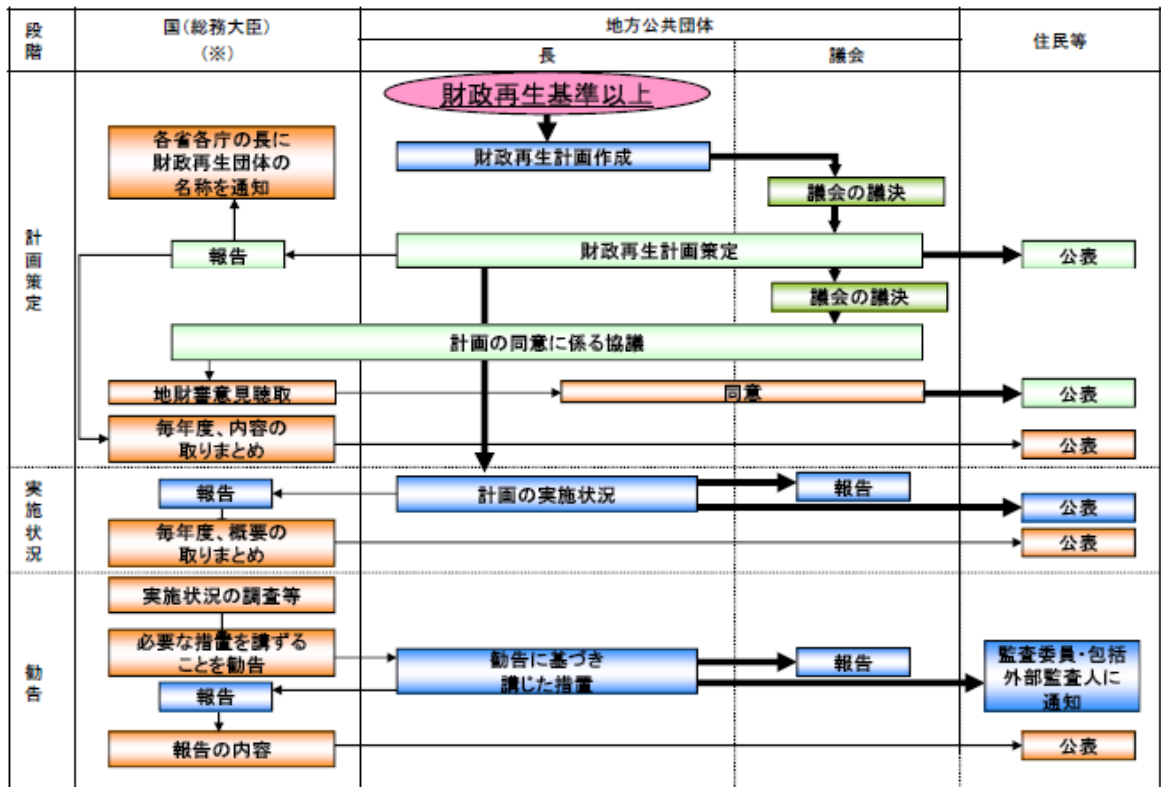 段階
国(総務大臣)
(※)
地方公共団体
長
議会
住民等
計画策定
財政再生基準以上
各省各庁の長に
財政再生団体の
名称を通知
財政再生計画作成
議会の議決
報告
財政再生計画策定
公表
議会の議決
計画の同意に係る協議
地財審意見聴取
同意
公表
毎年度、内容の
取りまとめ
公表
実施状況
報告
計画の実施状況
報告
公表
毎年度、概要の
取りまとめ
公表
勧告
実施状況の調査等
必要な措置を講ずる
ことを勧告
勧告に基づき
講じた措置
報告
監査委員・包括
外部監査人に
通知
報告
報告の内容
公表